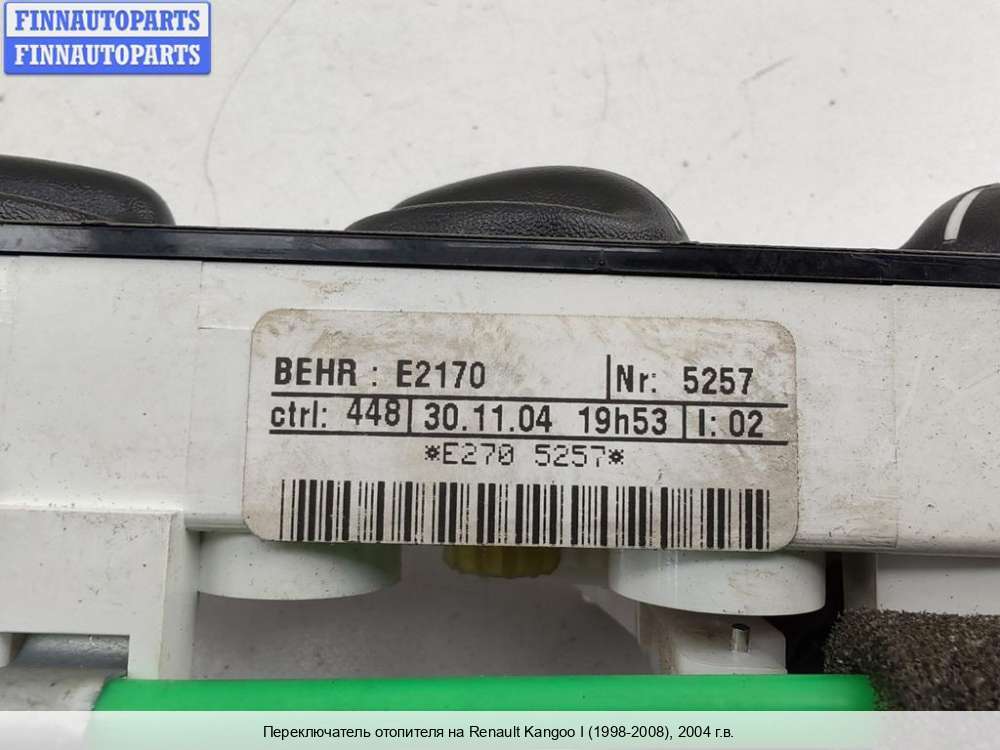 FINNAUTOPARTS
FINNAUTOPARTS
BEHR : E2170 Nr: 5257
ctrl: 448 30.11.04 19h53 I: 02
*E270 5257*
Переключатель отопителя на Renault Kangoo I (1998-2008), 2004 г.в.